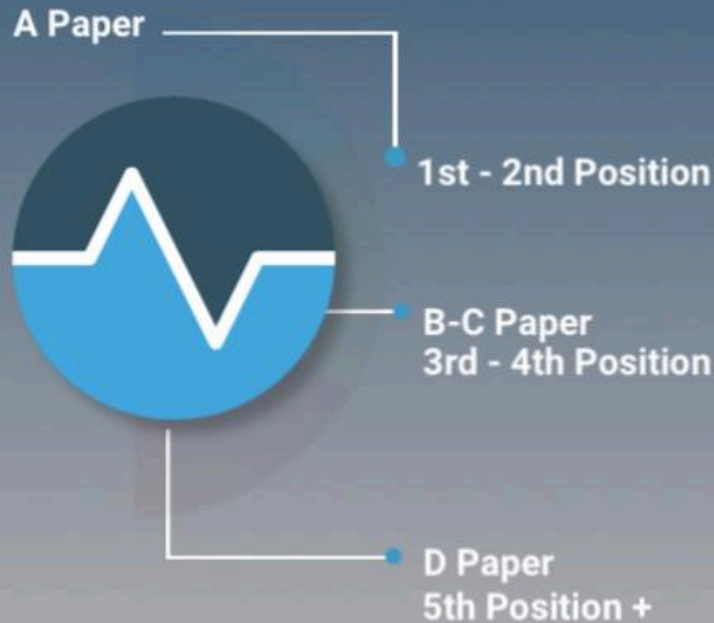 A Paper
1st - 2nd Position
B-C Paper
3rd - 4th Position
D Paper
5th Position +